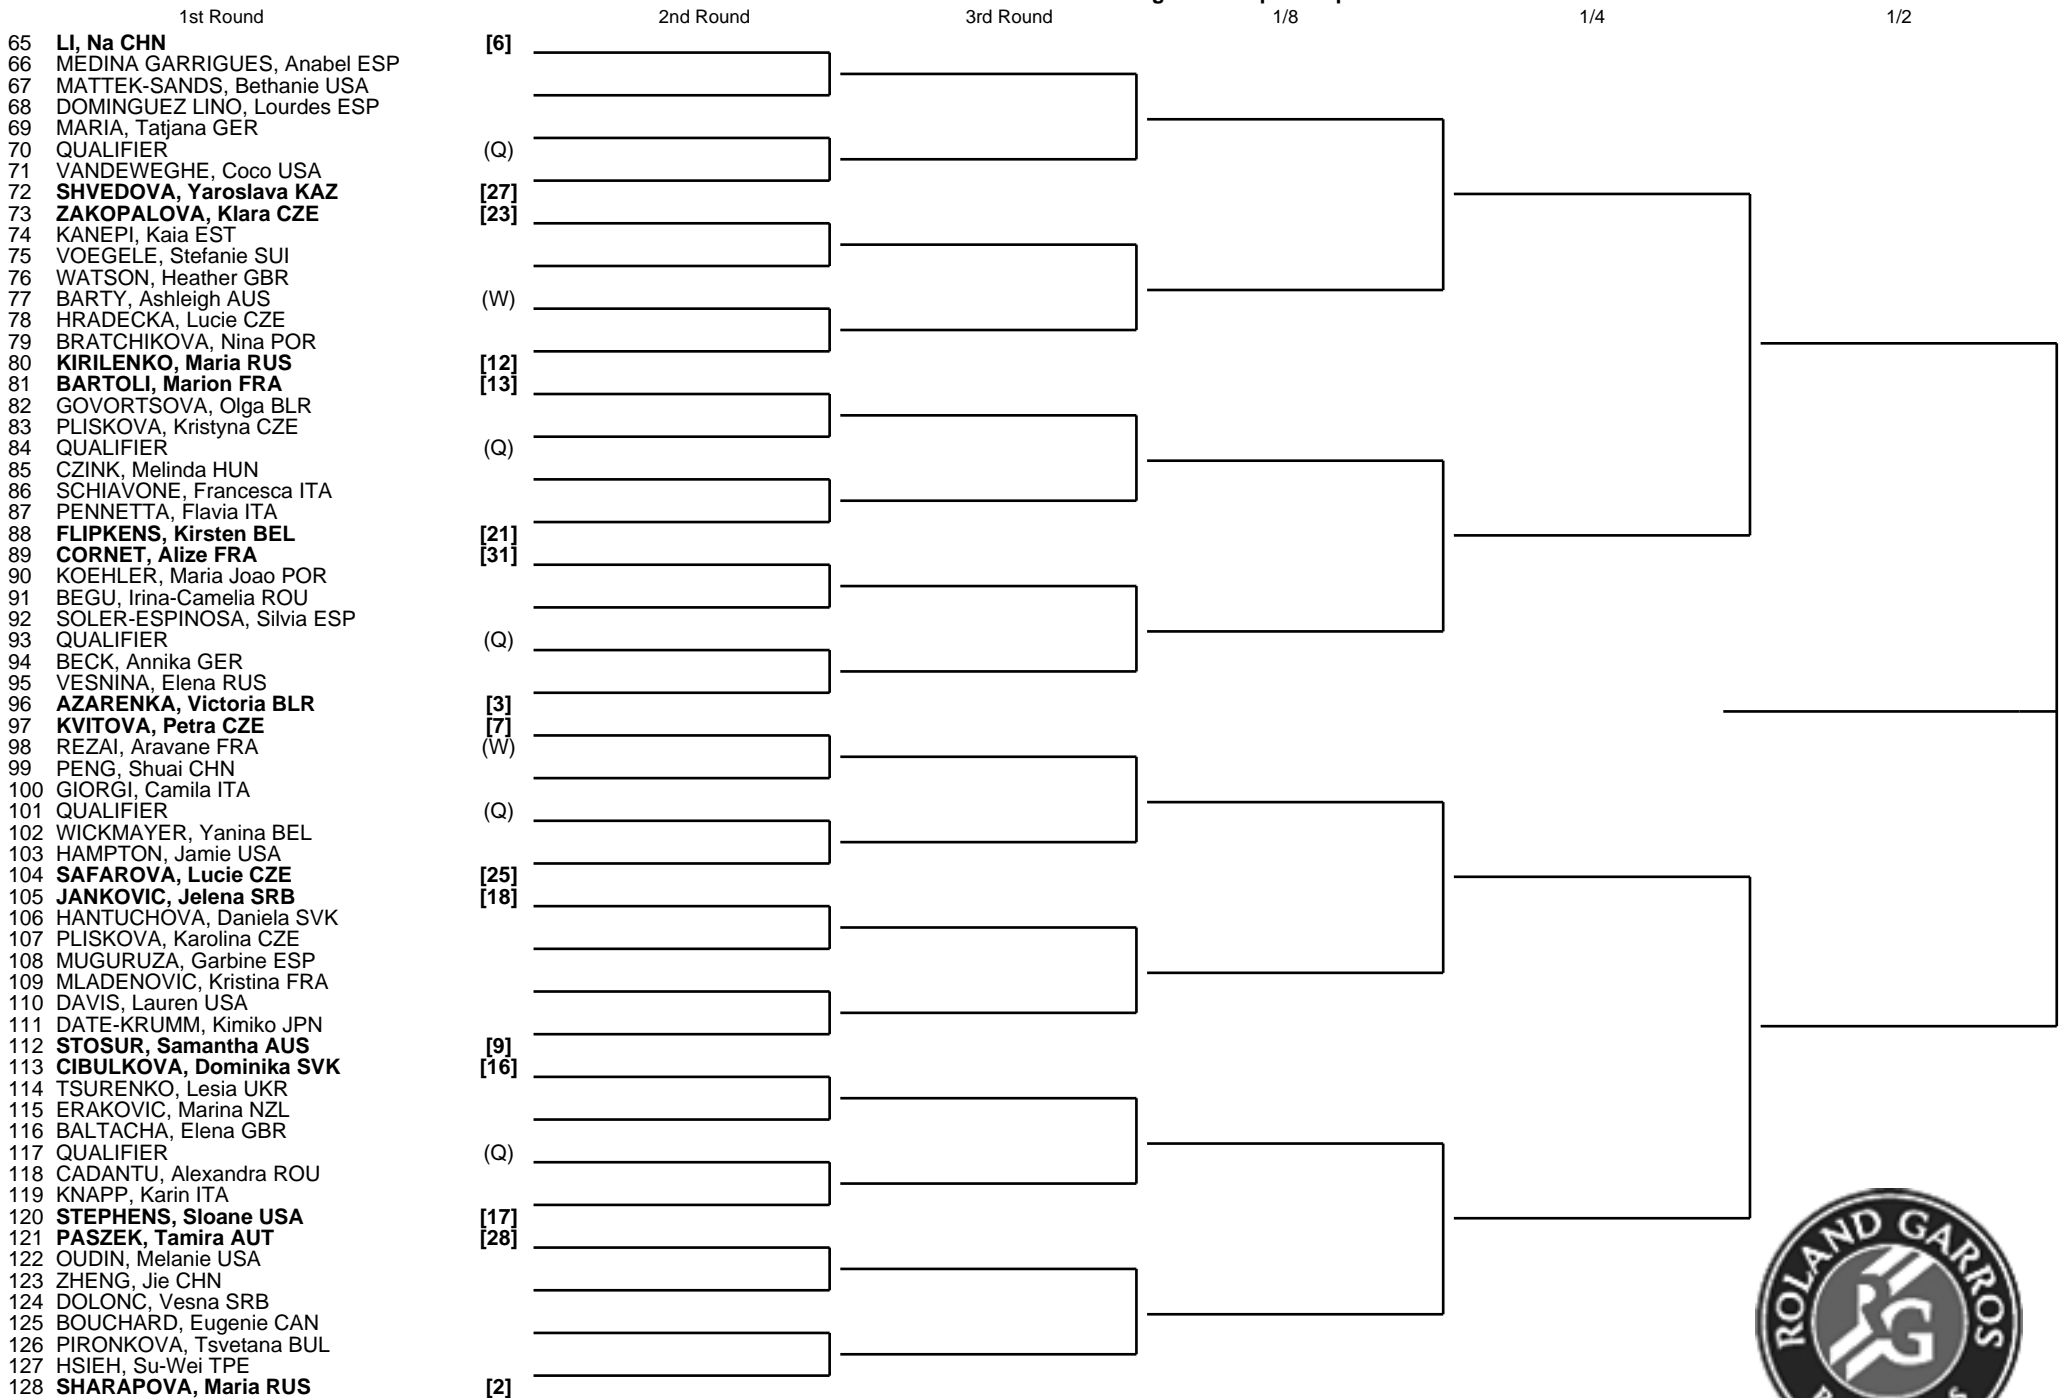 1st Round 2nd Round 3rd Round 1/8 1/4 1/2
65 LI, Na CHN [6]
66 MEDINA GARRIGUES, Anabel ESP
67 MATTEK-SANDS, Bethanie USA
68 DOMINGUEZ LINO, Lourdes ESP
69 MARIA, Tatjana GER
70 QUALIFIER (Q)
71 VANDEWEGHE, Coco USA
72 SHVEDOVA, Yaroslava KAZ [27]
73 ZAKOPALOVA, Klara CZE [23]
74 KANEPI, Kaia EST
75 VOEGELE, Stefanie SUI
76 WATSON, Heather GBR
77 BARTY, Ashleigh AUS (W)
78 HRADECKA, Lucie CZE
79 BRATCHIKOVA, Nina POR
80 KIRILENKO, Maria RUS [12]
81 BARTOLI, Marion FRA [13]
82 GOVORTSOVA, Olga BLR
83 PLISKOVA, Kristyna CZE
84 QUALIFIER (Q)
85 CZINK, Melinda HUN
86 SCHIAVONE, Francesca ITA
87 PENNETTA, Flavia ITA
88 FLIPKENS, Kirsten BEL [21]
89 CORNET, Alize FRA [31]
90 KOEHLER, Maria Joao POR
91 BEGU, Irina-Camelia ROU
92 SOLER-ESPINOSA, Silvia ESP
93 QUALIFIER (Q)
94 BECK, Annika GER
95 VESNINA, Elena RUS
96 AZARENKA, Victoria BLR [3]
97 KVITOVA, Petra CZE [7]
98 REZAI, Aravane FRA (W)
99 PENG, Shuai CHN
100 GIORGI, Camila ITA
101 QUALIFIER (Q)
102 WICKMAYER, Yanina BEL
103 HAMPTON, Jamie USA
104 SAFAROVA, Lucie CZE [25]
105 JANKOVIC, Jelena SRB [18]
106 HANTUCHOVA, Daniela SVK
107 PLISKOVA, Karolina CZE
108 MUGURUZA, Garbine ESP
109 MLADENOVIC, Kristina FRA
110 DAVIS, Lauren USA
111 DATE-KRUMM, Kimiko JPN
112 STOSUR, Samantha AUS [9]
113 CIBULKOVA, Dominika SVK [16]
114 TSURENKO, Lesia UKR
115 ERAKOVIC, Marina NZL
116 BALTACHA, Elena GBR
117 QUALIFIER (Q)
118 CADANTU, Alexandra ROU
119 KNAPP, Karin ITA
120 STEPHENS, Sloane USA [17]
121 PASZEK, Tamira AUT [28]
122 OUDIN, Melanie USA
123 ZHENG, Jie CHN
124 DOLONC, Vesna SRB
125 BOUCHARD, Eugenie CAN
126 PIRONKOVA, Tsvetana BUL
127 HSIEH, Su-Wei TPE
128 SHARAPOVA, Maria RUS [2]
ROLAND GARROS
RG